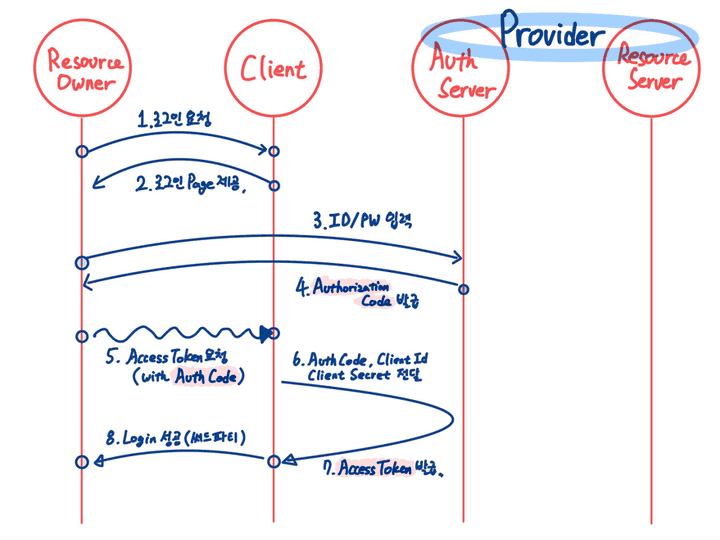 Provider
Resource
Owner
Client
Auth
Server
Resource
Server
1.로그인 요청
2.로그인 Page 제공.
3.ID/PW 입력
4.Authorization
Code 발급
5. Access Token 요청
(with Auth Code)
6. Auth Code, Client Id
Client Secret 전달
7.Access Token 발급.
8.Login 성공(써드파티)